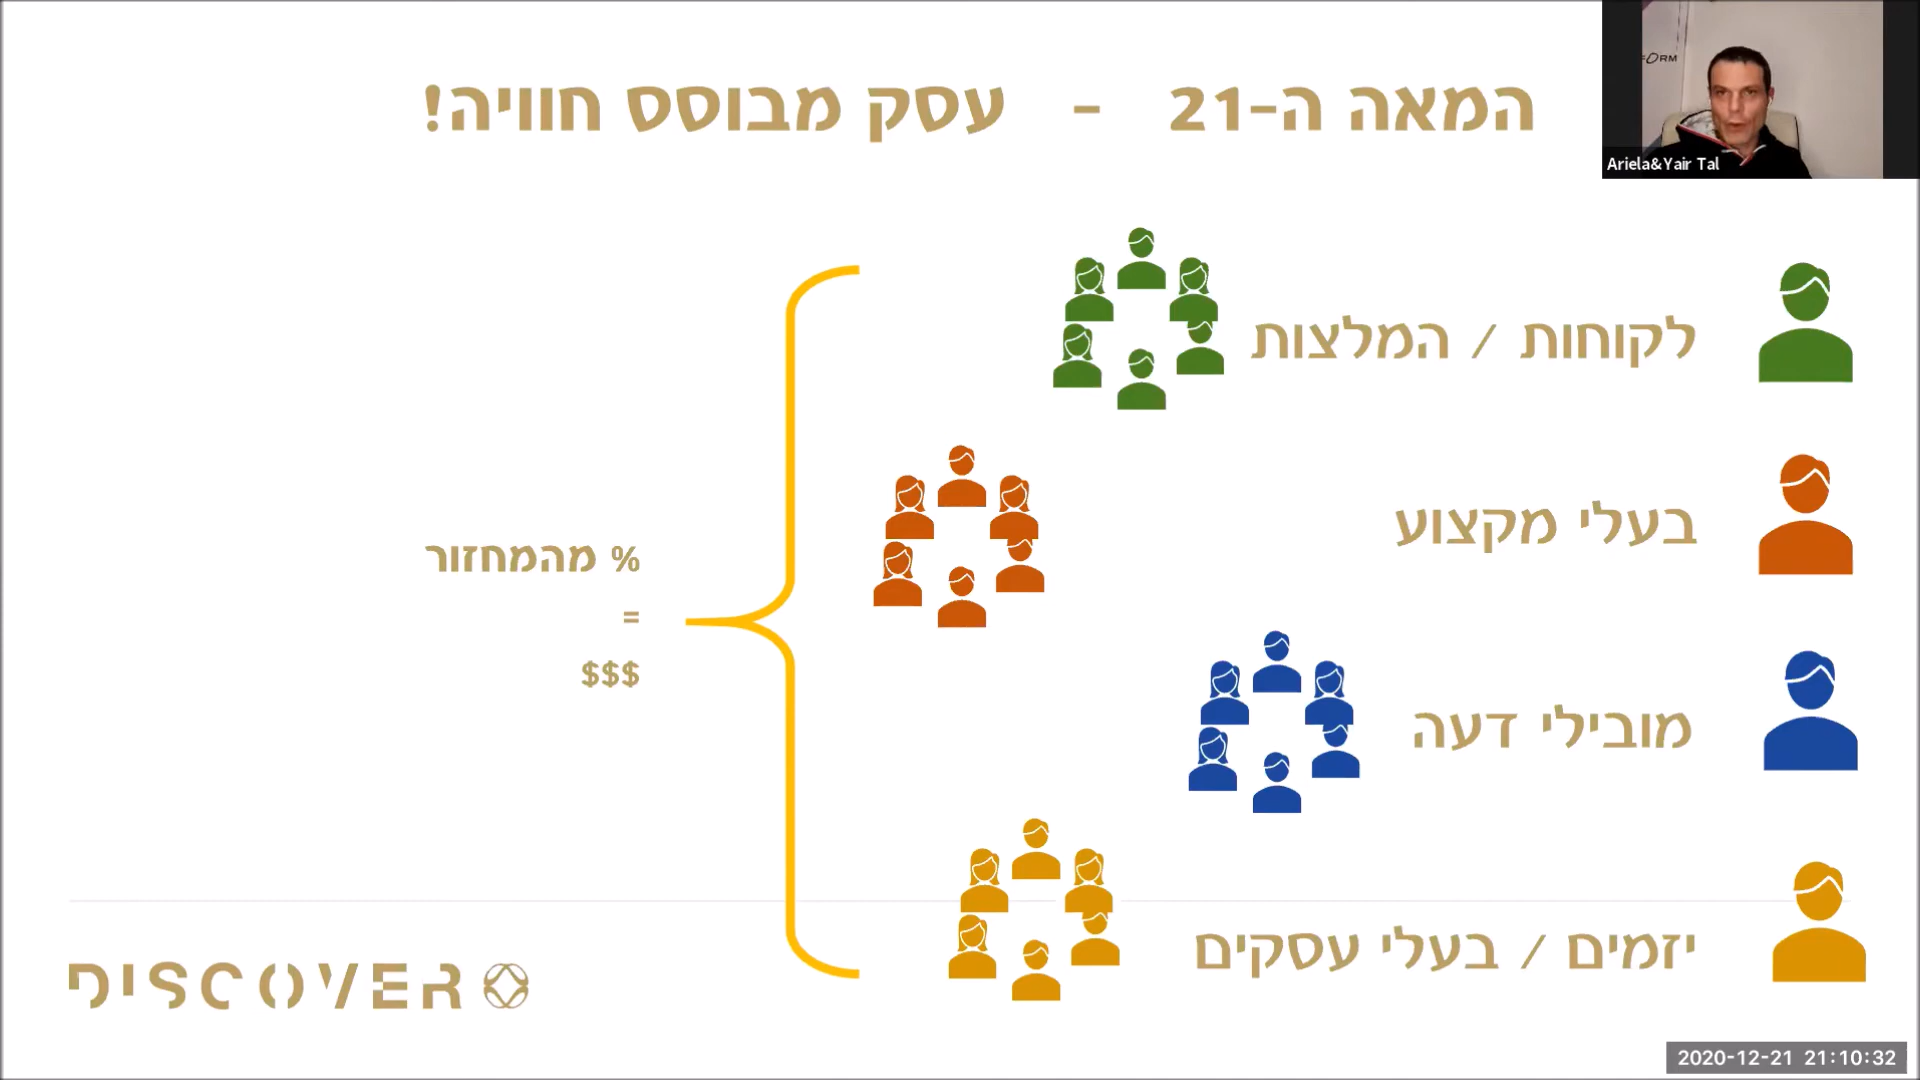 המאה ה-21 - עסק מבוסס חוויה!
FORM
Ariela&Yair Tal
לקוחות / המלצות
בעלי מקצוע
% מהמחזור
=
$$$
מובילי דעה
יזמים / בעלי עסקים
DISCOVER
2020-12-21 21:10:32